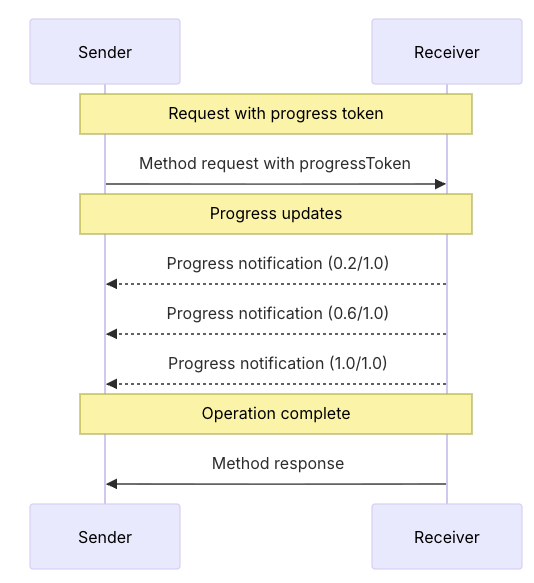 Sender
Receiver
Request with progress token
Method request with progressToken
Progress updates
Progress notification (0.2/1.0)
Progress notification (0.6/1.0)
Progress notification (1.0/1.0)
Operation complete
Method response
Sender
Receiver